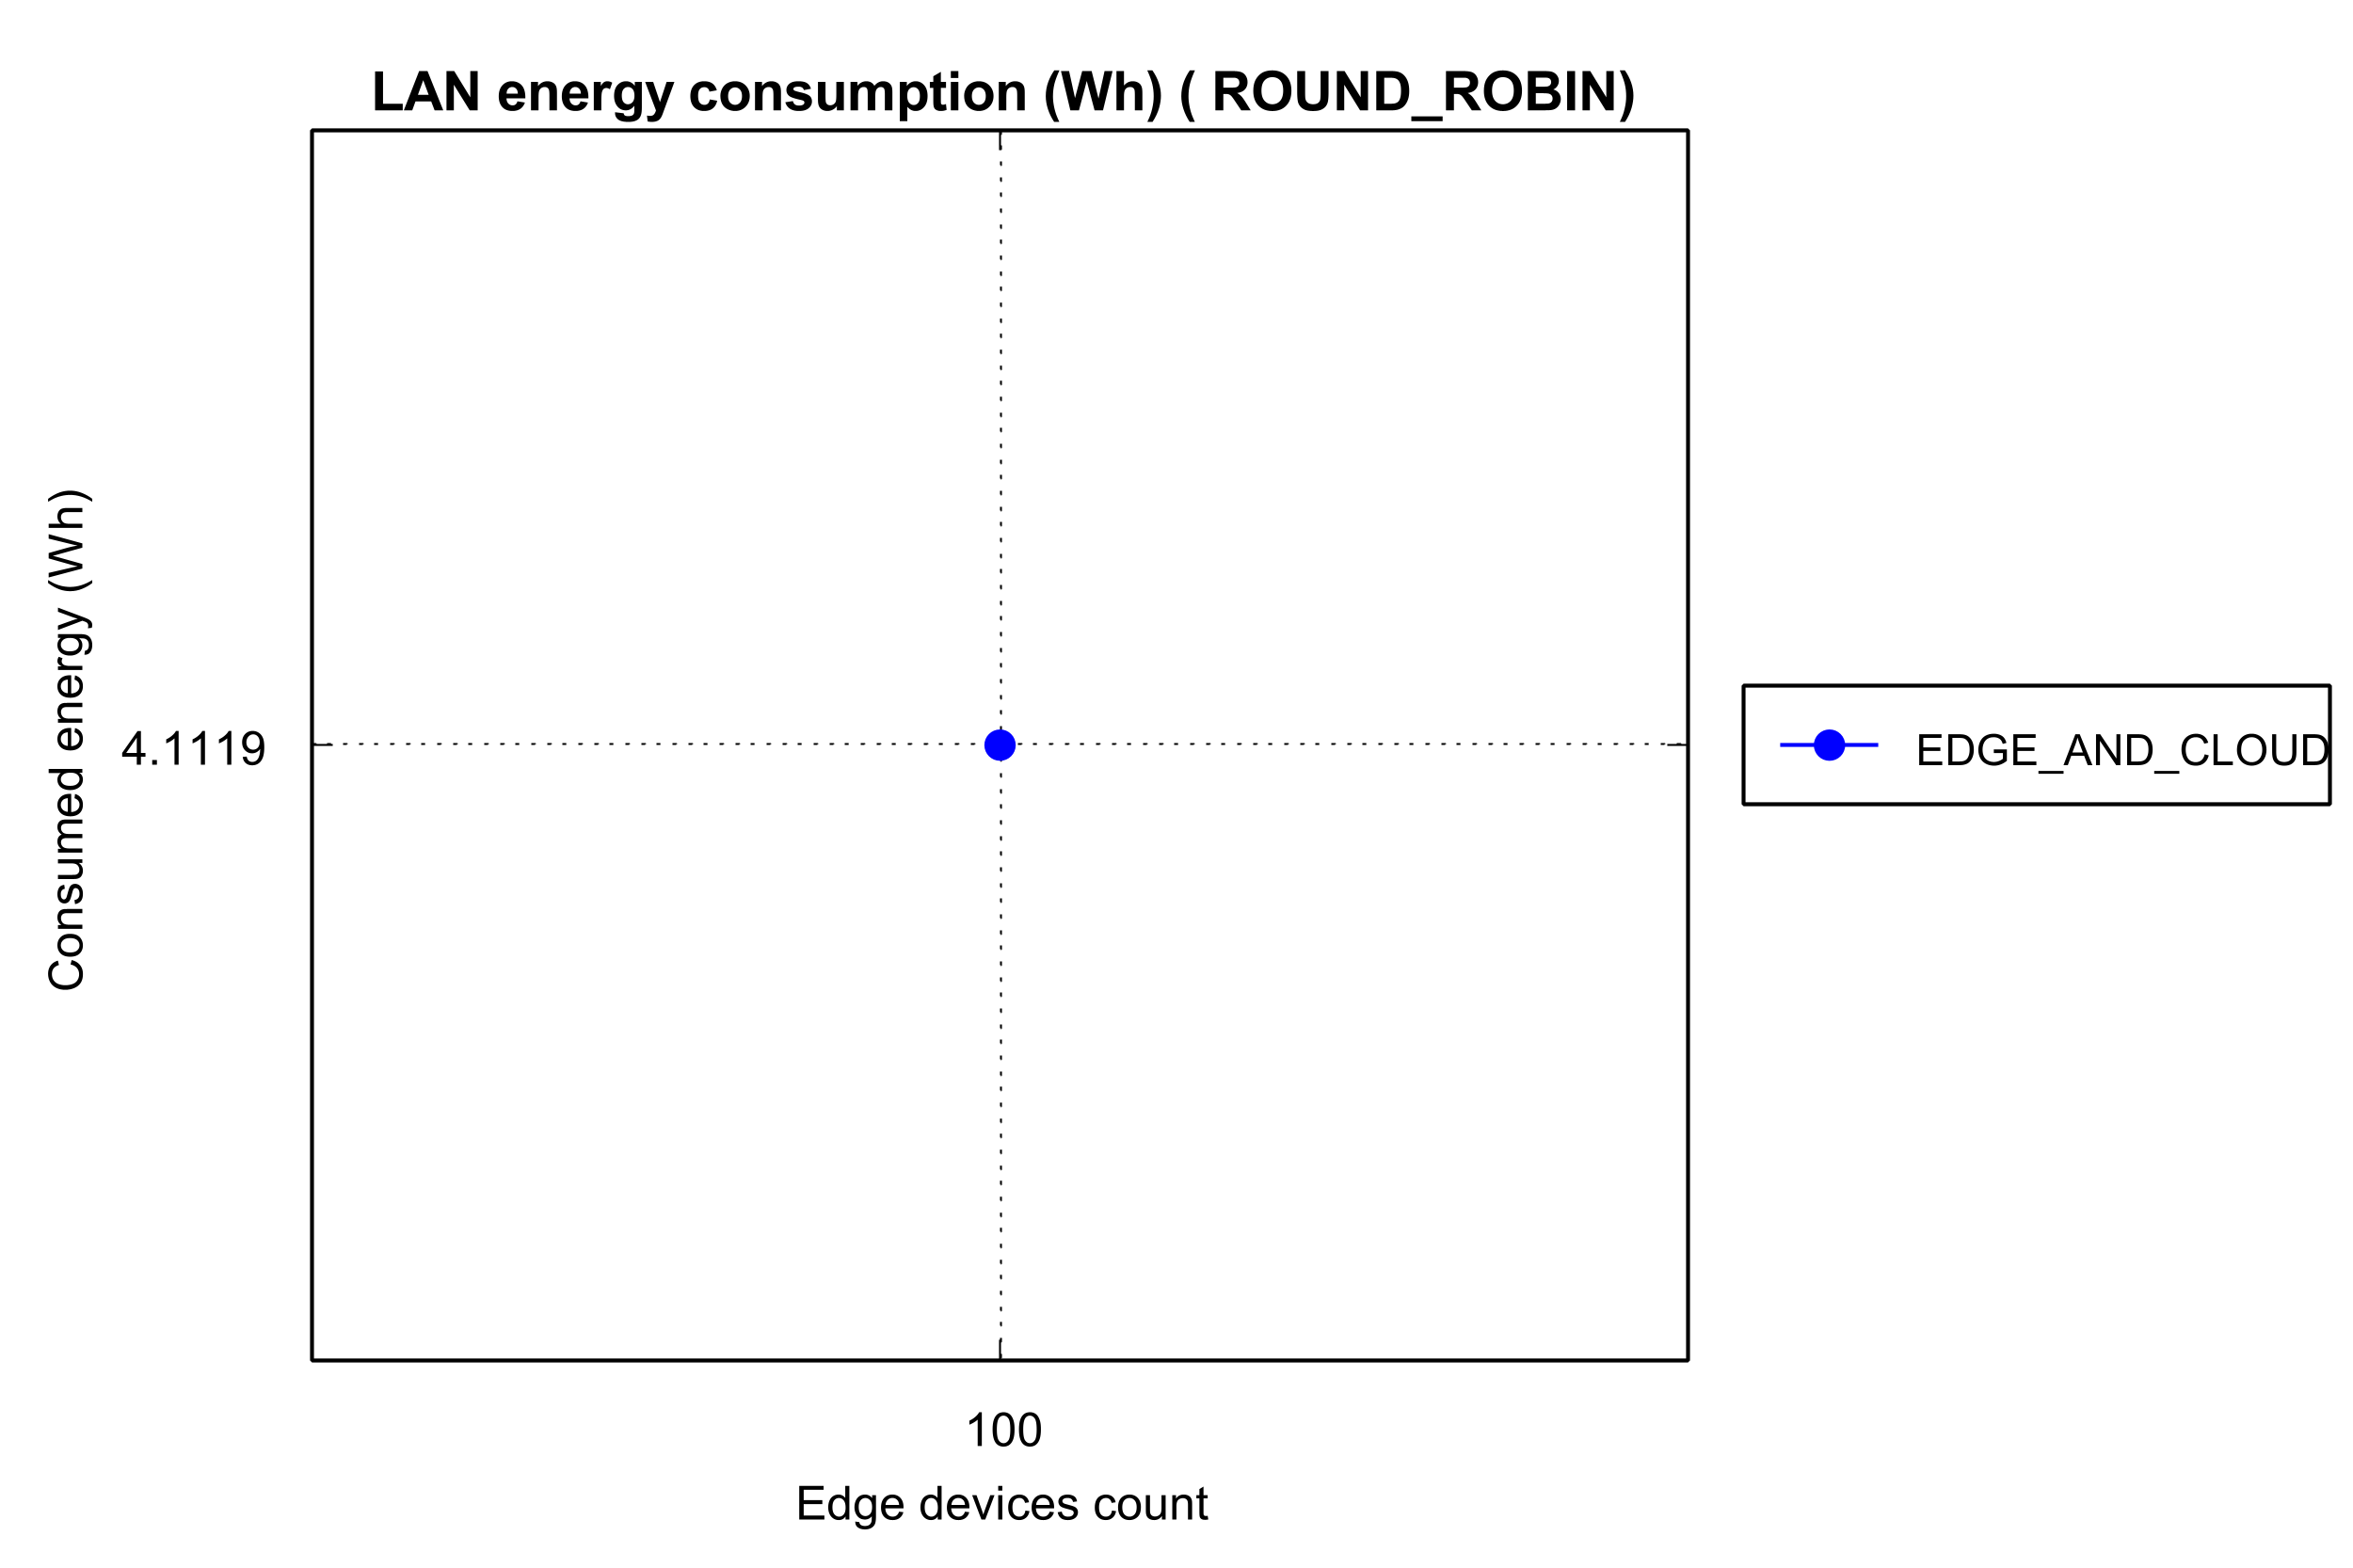 LAN energy consumption (Wh) ( ROUND_ROBIN)
Consumed energy (Wh)
4.1119
EDGE_AND_CLOUD
100
Edge devices count